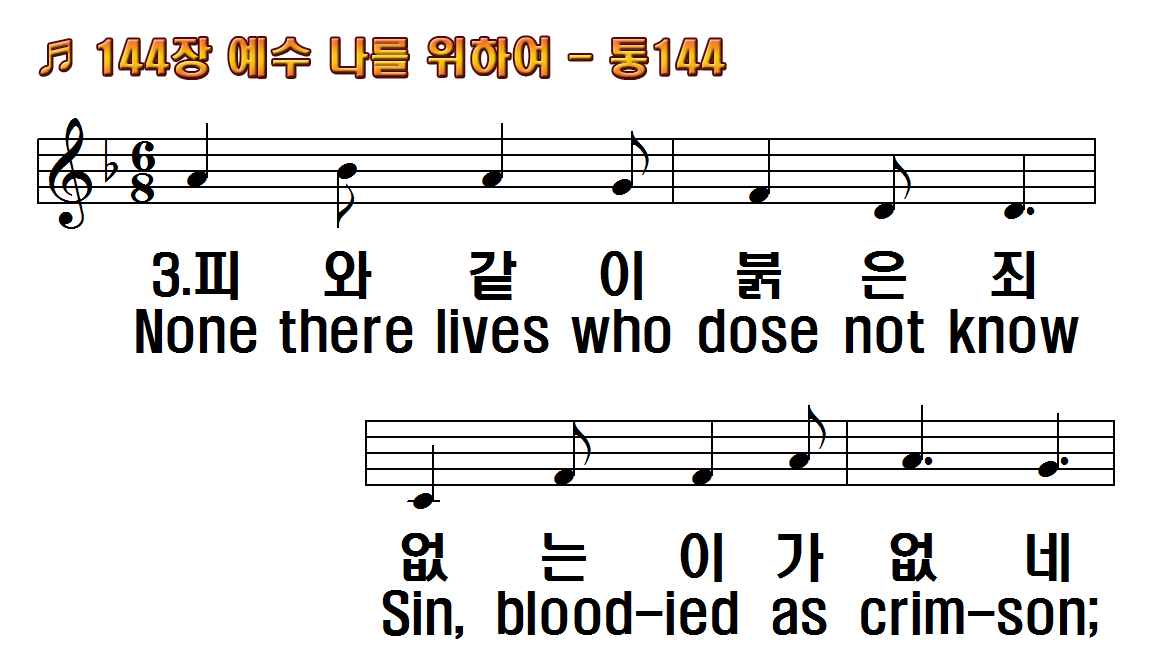 ♬ 144장 예수 나를 위하여 - 통144
6
8
3.피 와 같 이 붉 은 죄
None there lives who dose not know
없 는 이 가 없 네
Sin, blood-ied as crim-son;